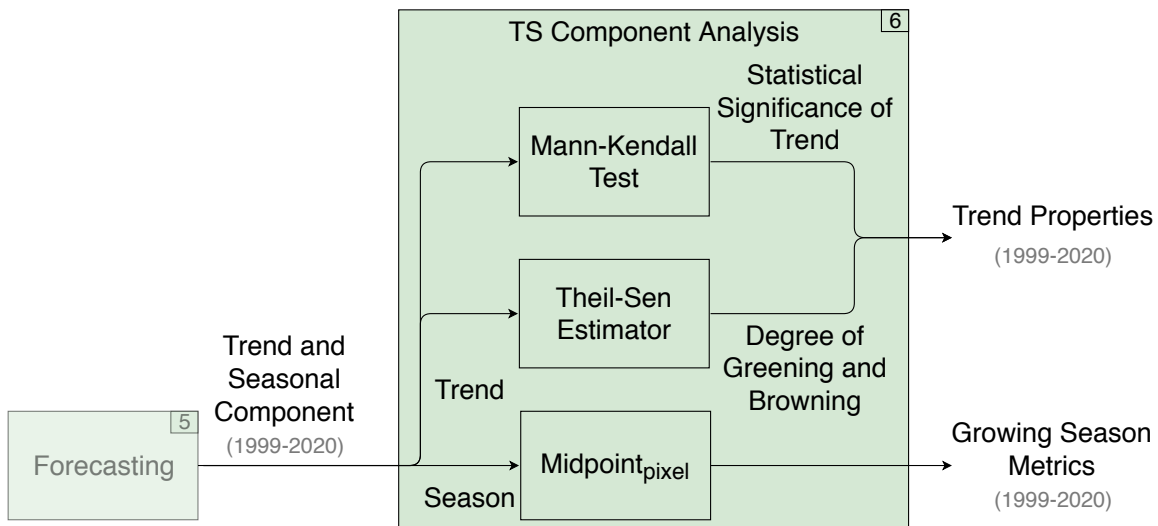 TS Component Analysis
6
Statistical
Significance of
Trend
Mann-Kendall
Test
Trend Properties
(1999-2020)
Theil-Sen
Estimator
Degree of
Greening and
Browning
Trend and
Seasonal
Component
(1999-2020)
Trend
5
Forecasting
Midpoint_pixel
Season
Growing Season
Metrics
(1999-2020)